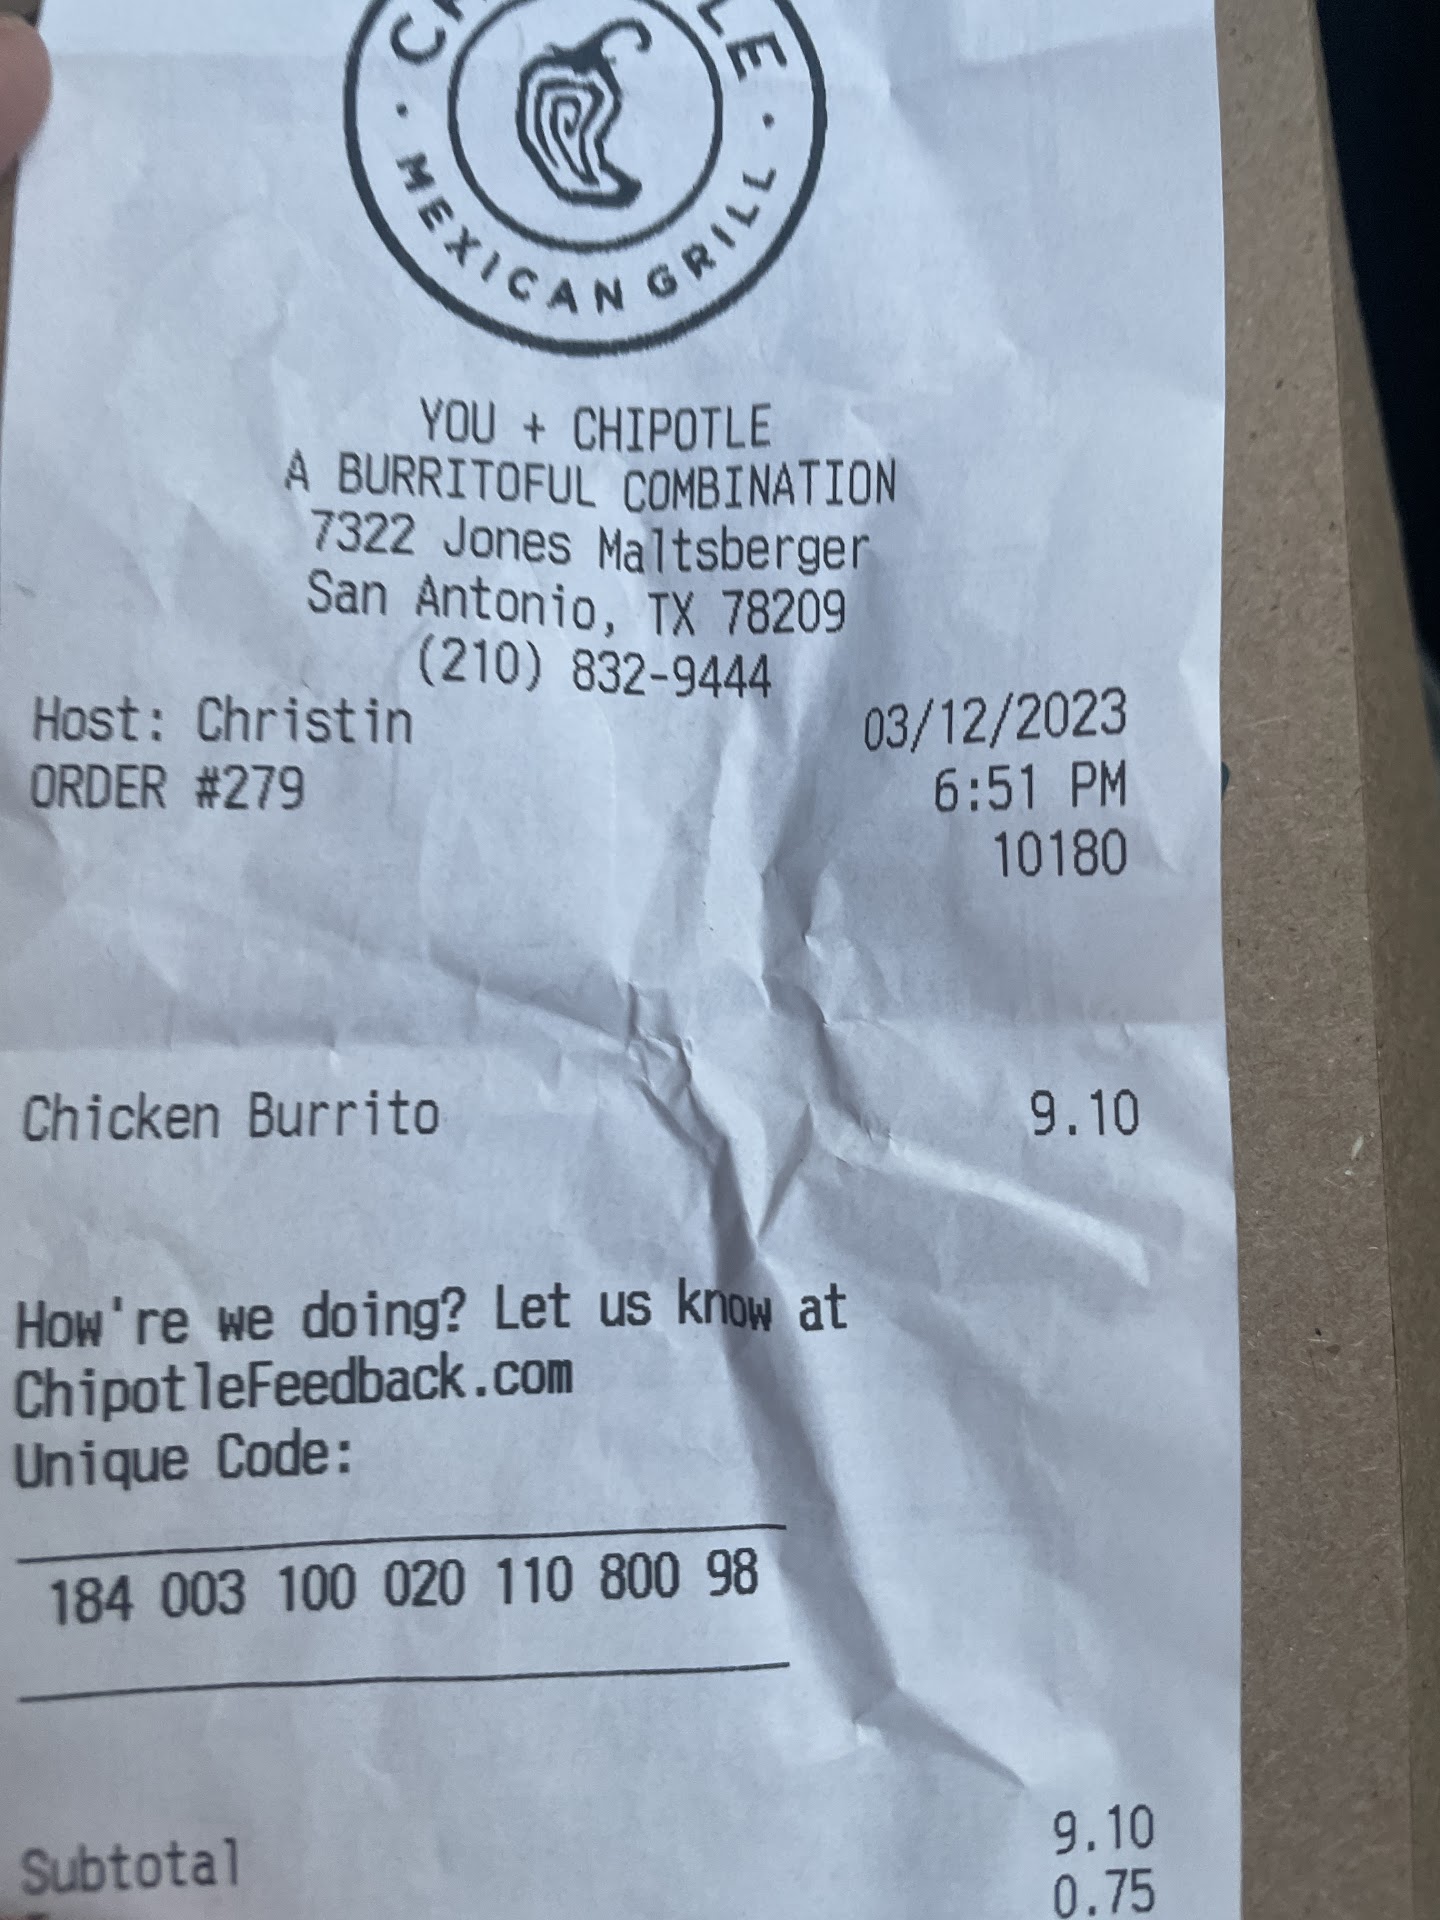 MEXICAN GRILL
YOU + CHIPOTLE
A BURRITOFUL COMBINATION
7322 Jones Maltsberger
San Antonio, TX 78209
(210) 832-9444
Host: Christin 03/12/2023
ORDER #279 6:51 PM
10180
Chicken Burrito 9.10
How're we doing? Let us know at
ChipotleFeedback.com
Unique Code:
184 003 100 020 110 800 98
Subtotal 9.10
0.75